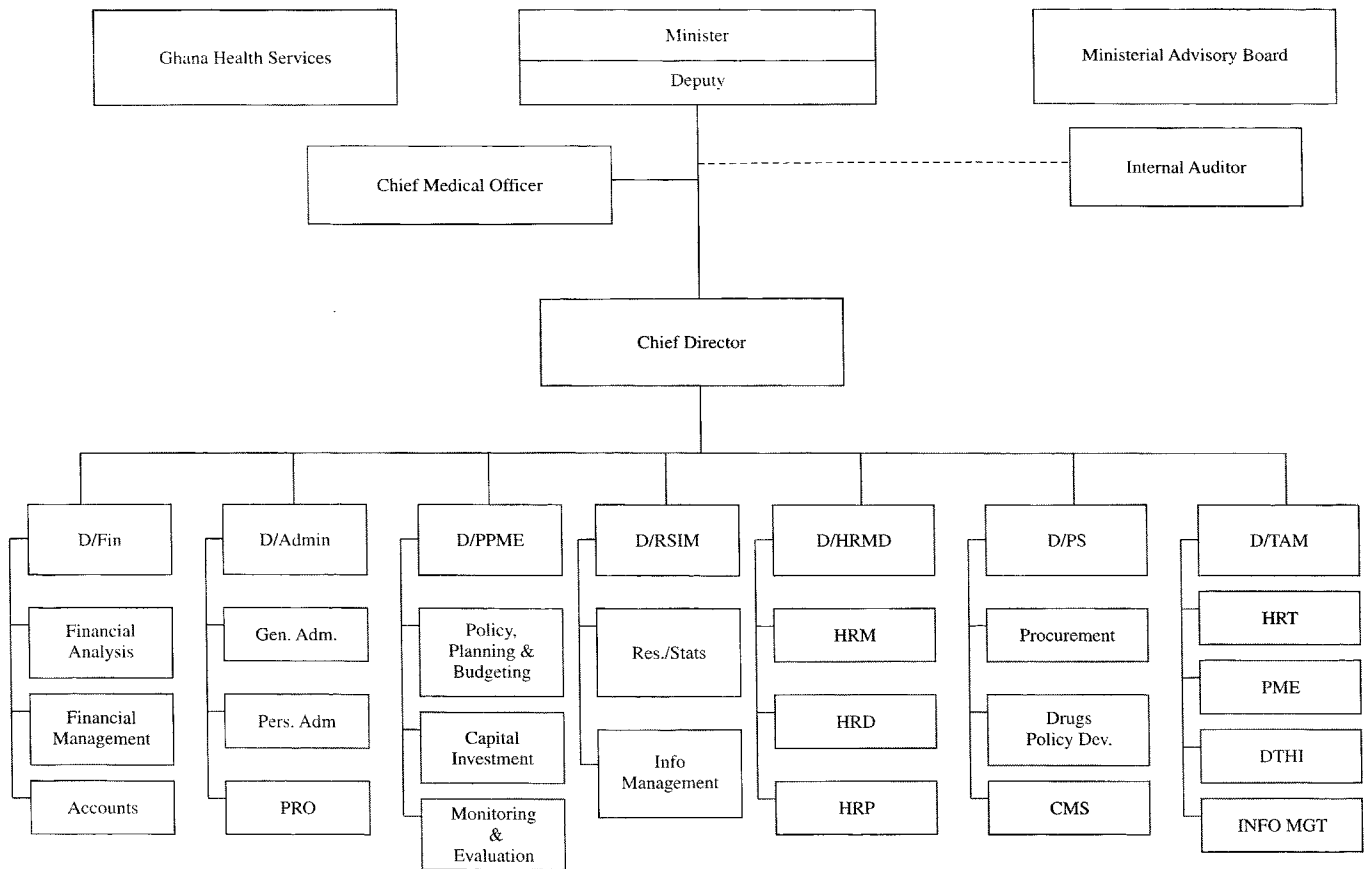 Ghana Health Services
Minister
Deputy
Ministerial Advisory Board
Chief Medical Officer
Internal Auditor
Chief Director
D/Fin
D/Admin
D/PPME
D/RSIM
D/HRMD
D/PS
D/TAM
Financial
Analysis
Financial
Management
Accounts
Gen. Adm.
Pers. Adm
PRO
Policy,
Planning &
Budgeting
Capital
Investment
Monitoring
&
Evaluation
Res./Stats
Info
Management
HRM
HRD
HRP
Procurement
Drugs
Policy Dev.
CMS
HRT
PME
DTHI
INFO MGT